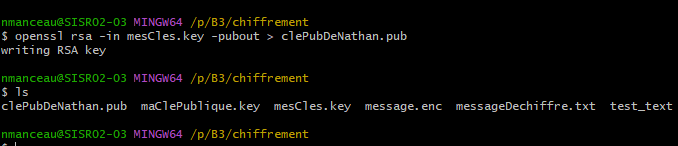 nmanceau@SISRO2-03 MINGW64 /p/B3/chiffrement
$ openssl rsa -in mesCles.key -pubout > clePubDeNathan.pub
writing RSA key
nmanceau@SISRO2-03 MINGW64 /p/B3/chiffrement
$ ls
clePubDeNathan.pub  maClePublique.key  mesCles.key  message.enc  messageDechiffre.txt  test_text
nmanceau@SISRO2-03 MINGW64 /p/B3/chiffrement